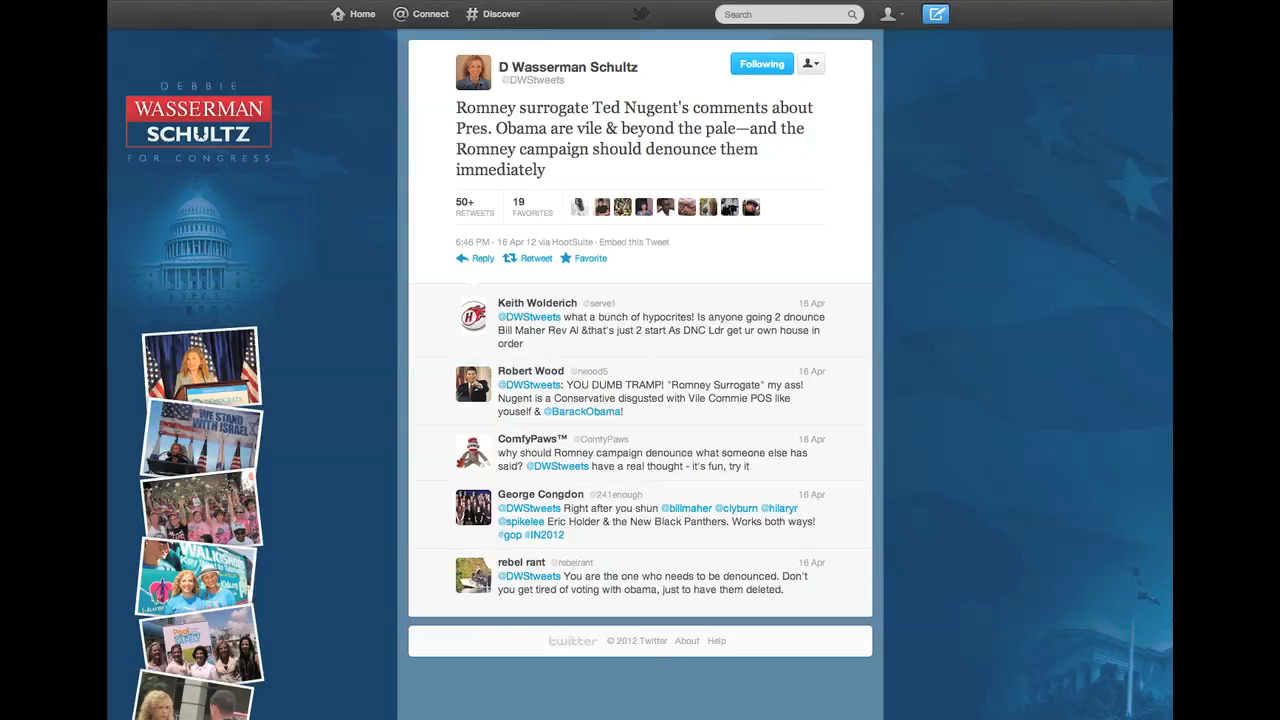 Home
Connect
Discover
Search
DEBBIE
WASSERMAN
SCHULTZ
FOR CONGRESS
D Wasserman Schultz
@DWStweets
Following
Romney surrogate Ted Nugent's comments about
Pres. Obama are vile & beyond the pale—and the
Romney campaign should denounce them
immediately
50+
RETWEETS
19
FAVORITES
6:46 PM - 16 Apr 12 via HootSuite · Embed this Tweet
Reply Retweet Favorite
Keith Wolderich @serve1 16 Apr
@DWStweets what a bunch of hypocrites! Is anyone going 2 dnounce
Bill Maher Rev Al &that's just 2 start As DNC Ldr get ur own house in
order
Robert Wood @rwood5 16 Apr
@DWStweets: YOU DUMB TRAMP! "Romney Surrogate" my ass!
Nugent is a Conservative disgusted with Vile Commie POS like
youself & @BarackObama!
ComfyPaws™ @ComfyPaws 16 Apr
why should Romney campaign denounce what someone else has
said? @DWStweets have a real thought - it's fun, try it
George Congdon @241enough 16 Apr
@DWStweets Right after you shun @billmaher @clyburn @hilaryr
@spikelee Eric Holder & the New Black Panthers. Works both ways!
#gop #IN2012
rebel rant @rebelrant 16 Apr
@DWStweets You are the one who needs to be denounced. Don't
you get tired of voting with obama, just to have them deleted.
twitter © 2012 Twitter About Help
WE STAND
WITH ISRAEL
WALK